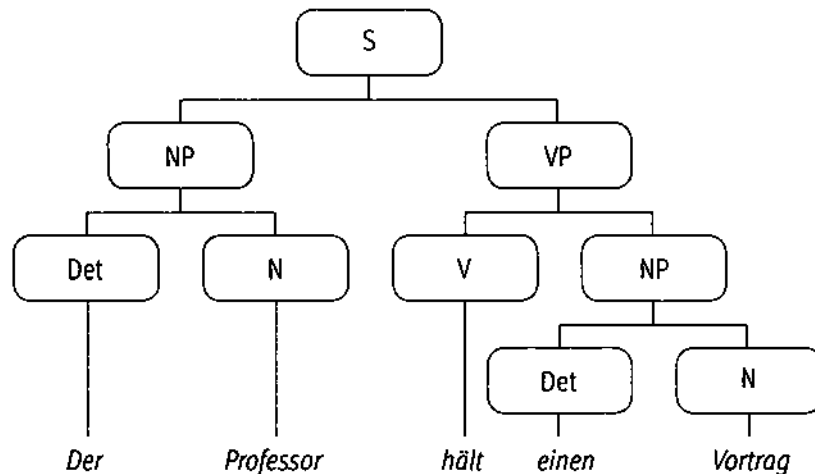 S
NP VP
Det N V NP
Det N
Der Professor hält einen Vortrag